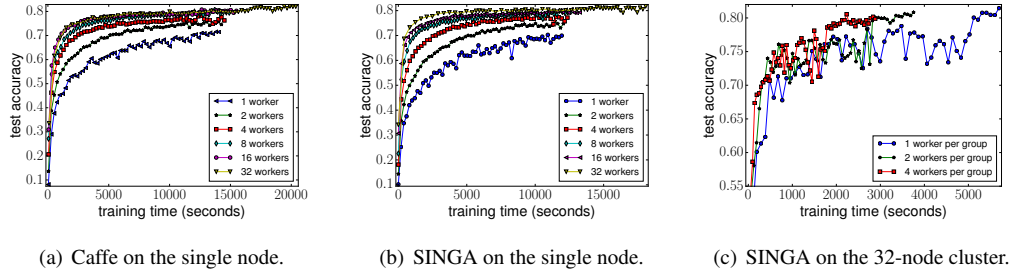 0.8
0.7
0.6
0.5
0.4
0.3
0.2
0.1
test accuracy
1 worker
2 workers
4 workers
8 workers
16 workers
32 workers
0 5000 10000 15000 20000
training time (seconds)
(a) Caffe on the single node.
0.8
0.7
0.6
0.5
0.4
0.3
0.2
0.1
test accuracy
1 worker
2 workers
4 workers
8 workers
16 workers
32 workers
0 5000 10000 15000
training time (seconds)
(b) SINGA on the single node.
0.80
0.75
0.70
0.65
0.60
0.55
test accuracy
1 worker per group
2 workers per group
4 workers per group
0 1000 2000 3000 4000 5000
training time (seconds)
(c) SINGA on the 32-node cluster.